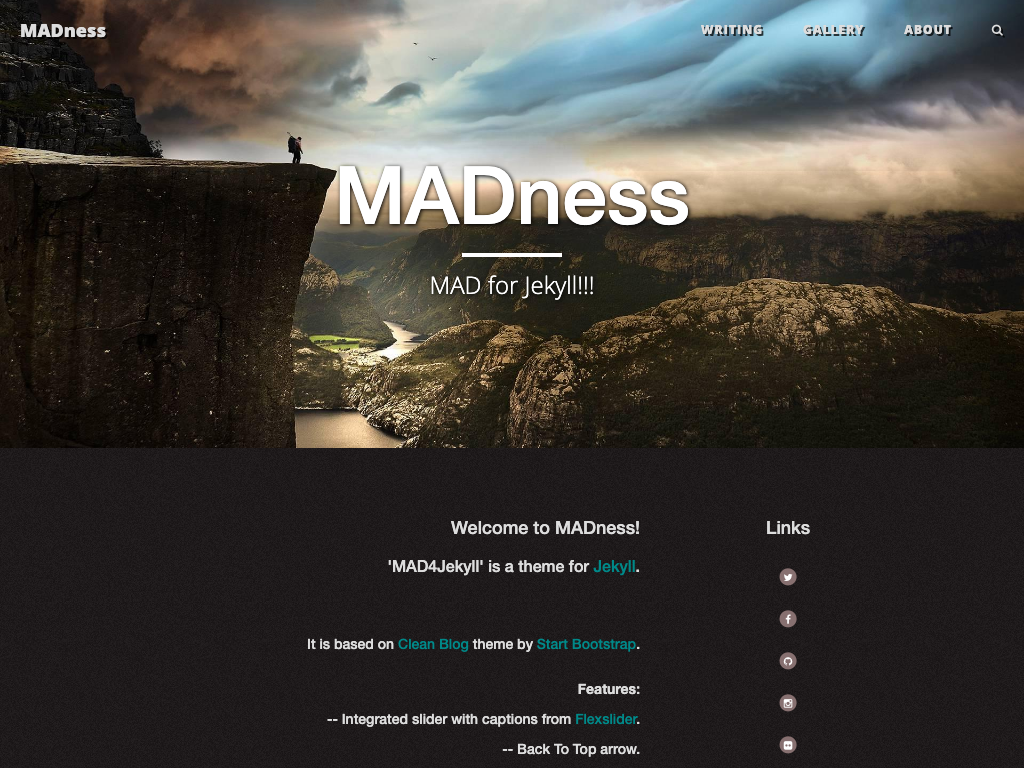 MADness
WRITING
GALLERY
ABOUT
MADness
MAD for Jekyll!!!
Welcome to MADness!
'MAD4Jekyll' is a theme for Jekyll.
It is based on Clean Blog theme by Start Bootstrap.
Features:
-- Integrated slider with captions from Flexslider.
-- Back To Top arrow.
Links